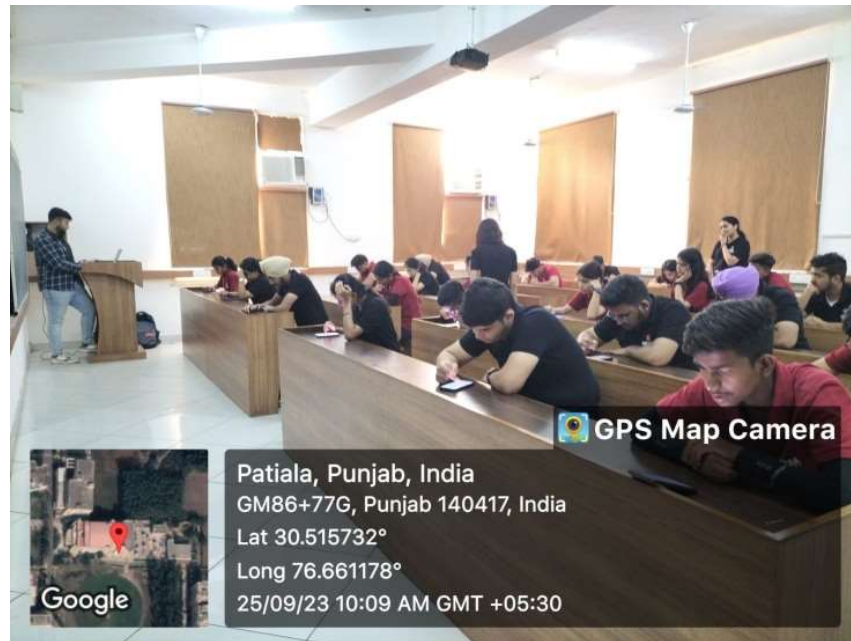 GPS Map Camera
Patiala, Punjab, India
GM86+77G, Punjab 140417, India
Lat 30.515732°
Long 76.661178°
25/09/23 10:09 AM GMT +05:30
Google